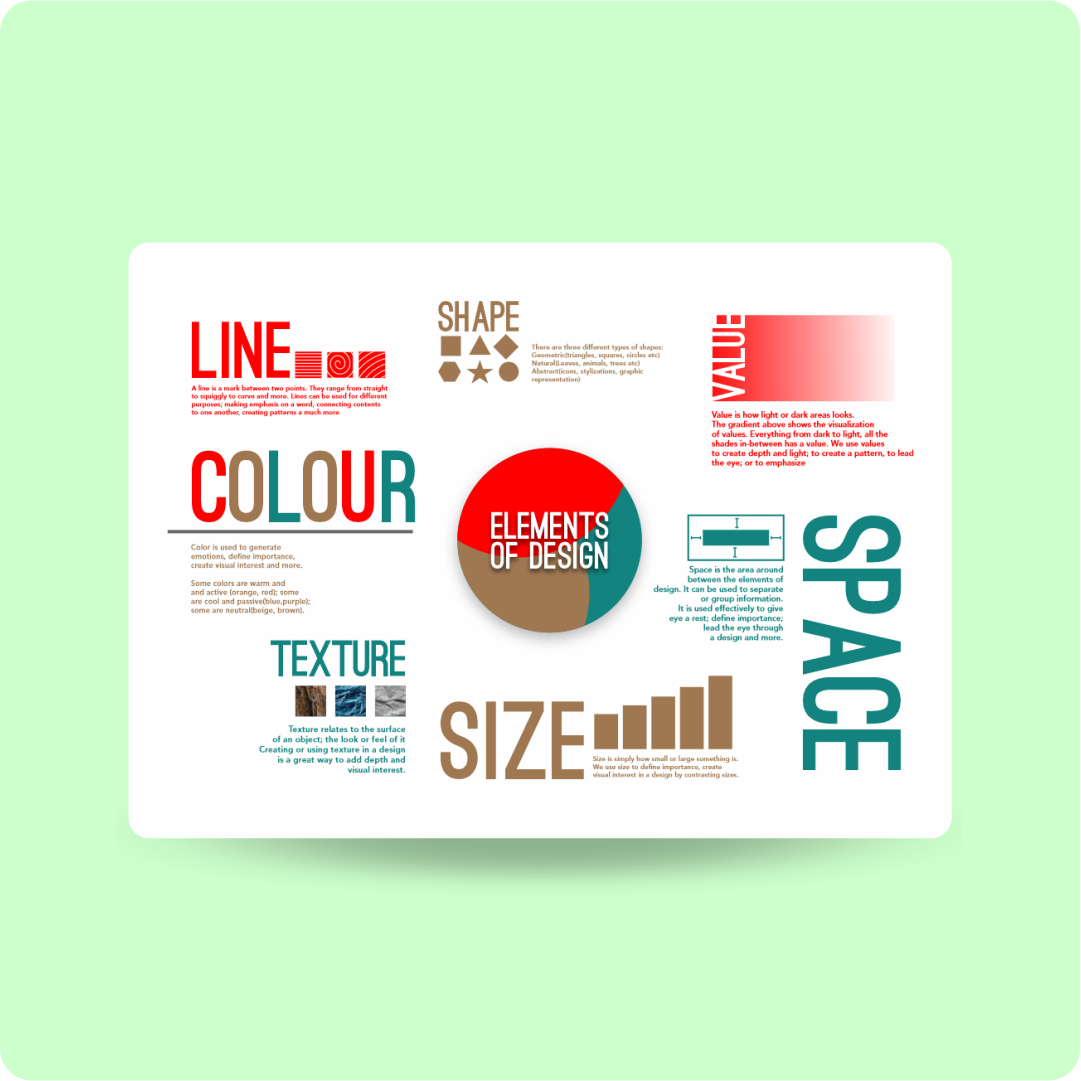 LINE
A line is a mark between two points. They range from straight
to squiggly to curve and more. Lines can be used for different
purposes; making emphasis on a word, connecting contents
to one another, creating patterns a much more
SHAPE
There are three different types of shapes:
Geometric(triangles, squares, circles etc)
Natural(Leaves, animals, trees etc)
Abstract(icons, stylizations, graphic
representation)
VALUE
Value is how light or dark areas looks.
The gradient above shows the visualization
of values. Everything from dark to light, all the
shades in-between has a value. We use values
to create depth and light; to create a pattern, to lead
the eye; or to emphasize
COLOUR
Color is used to generate
emotions, define importance,
create visual interest and more.
Some colors are warm and
and active (orange, red); some
are cool and passive(blue,purple);
some are neutral(beige, brown).
ELEMENTS
OF DESIGN
Space is the area around
between the elements of
design. It can be used to separate
or group information.
It is used effectively to give
eye a rest; define importance;
lead the eye through
a design and more.
SPACE
TEXTURE
Texture relates to the surface
of an object; the look or feel of it
Creating or using texture in a design
is a great way to add depth and
visual interest.
SIZE
Size is simply how small or large something is.
We use size to define importance, create
visual interest in a design by contrasting sizes.